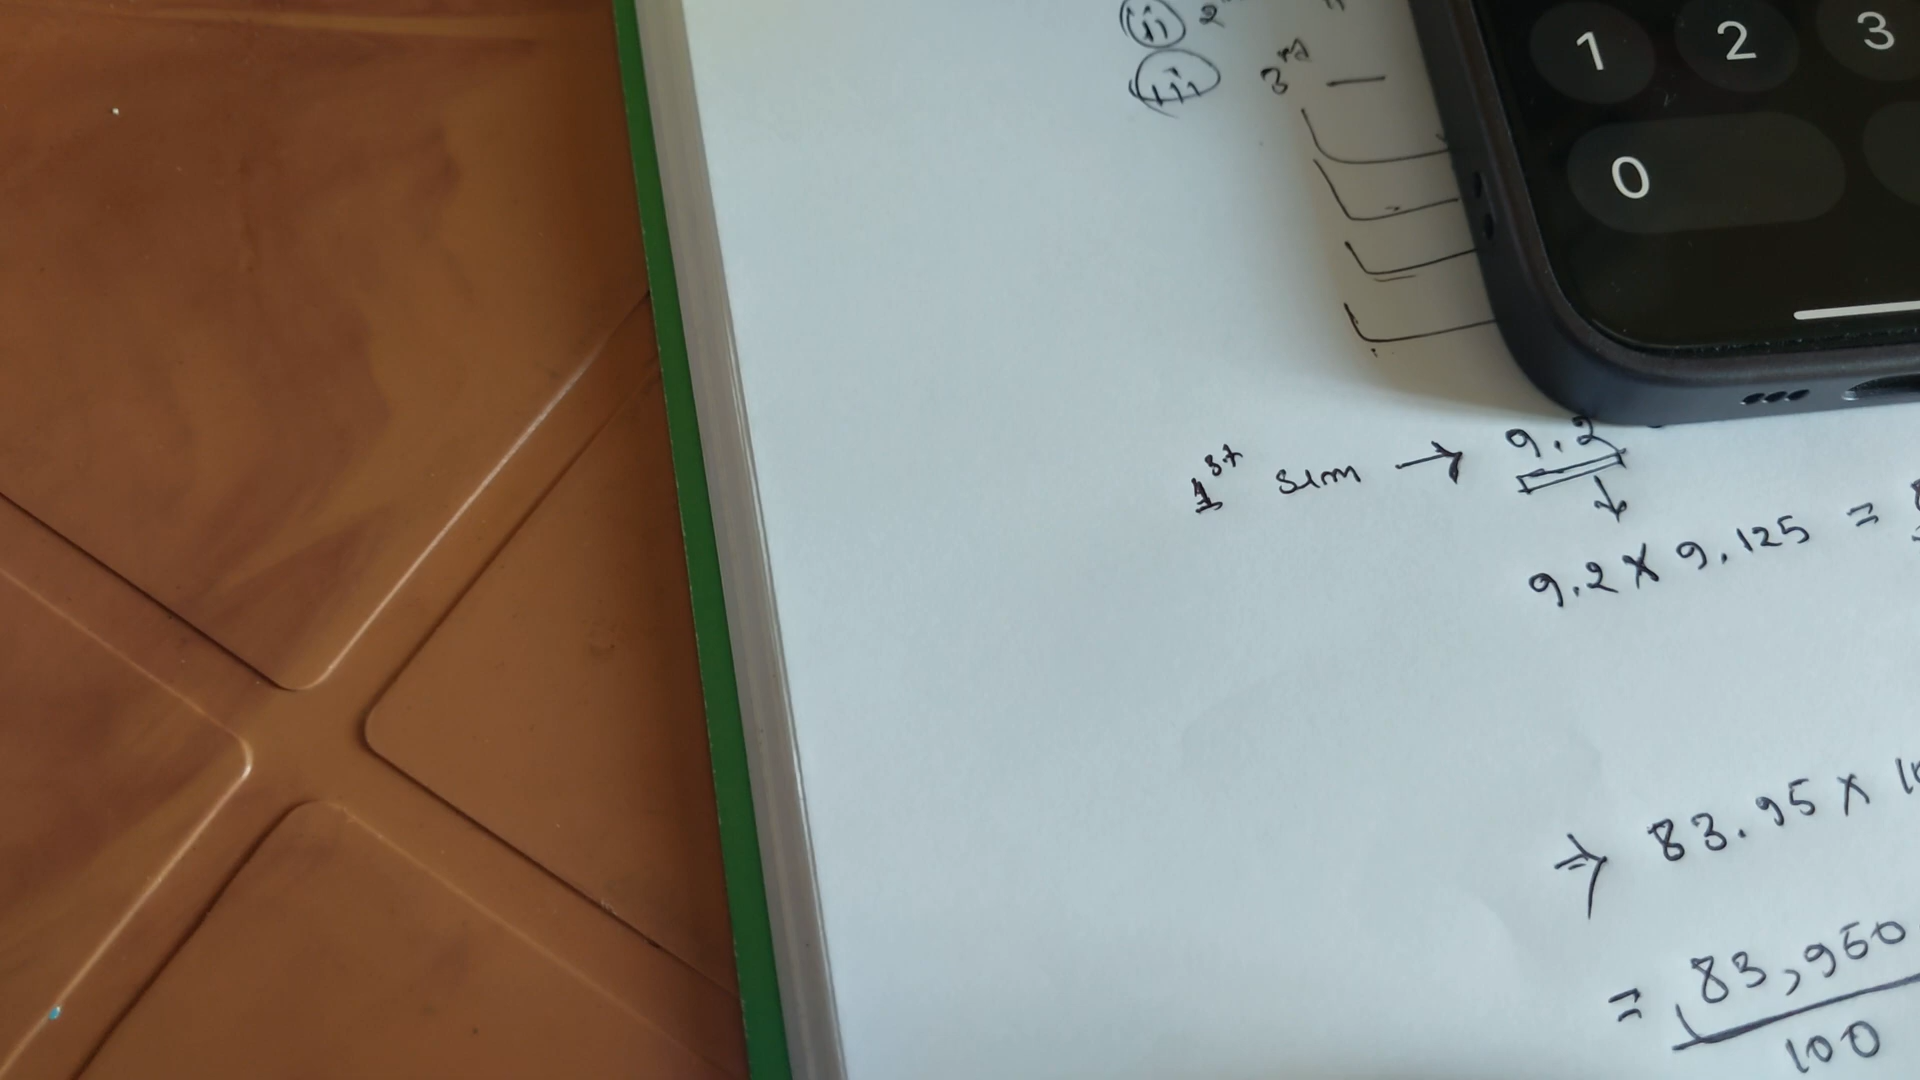 (ii) 2
1 2 3
(iii) 3rd —
0
1st sem → 9.2
9.2 × 9.125 =
⇒ 83.95 ×
= 83,950
100